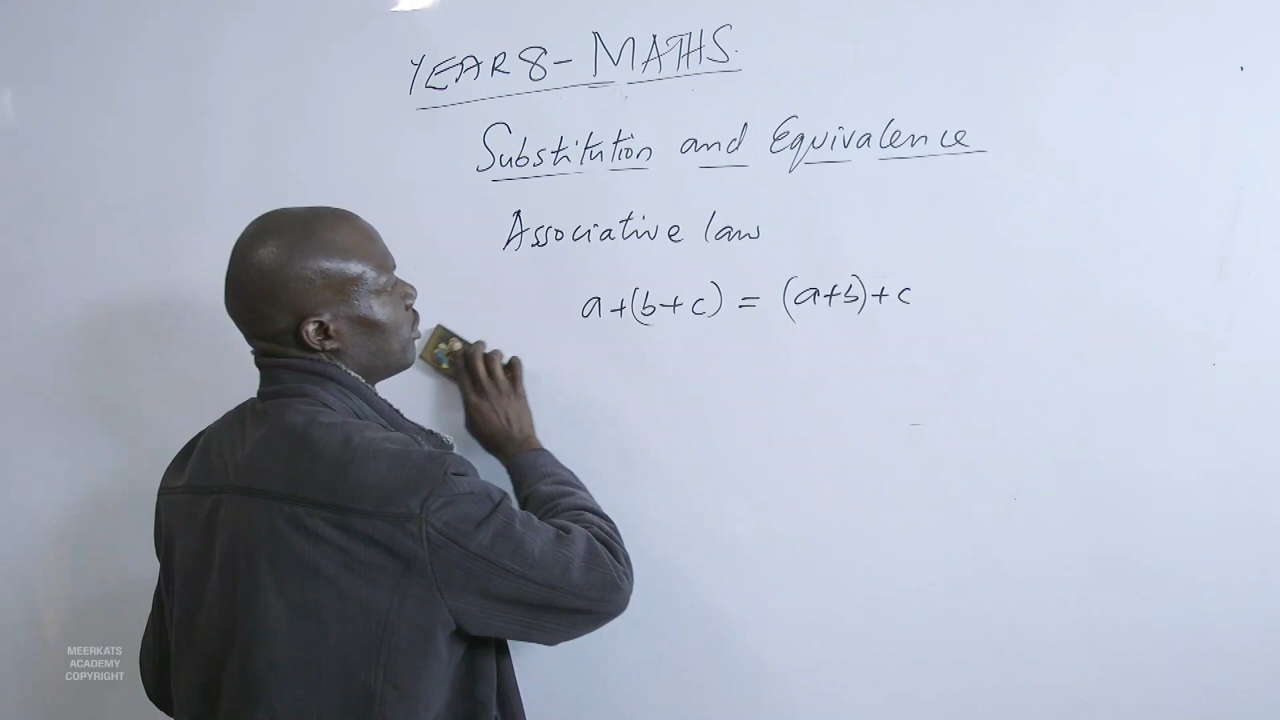 YEAR 8 - MATHS.
Substitution and Equivalence
Associative law
a+(b+c) = (a+b)+c
MEERKATS
ACADEMY
COPYRIGHT